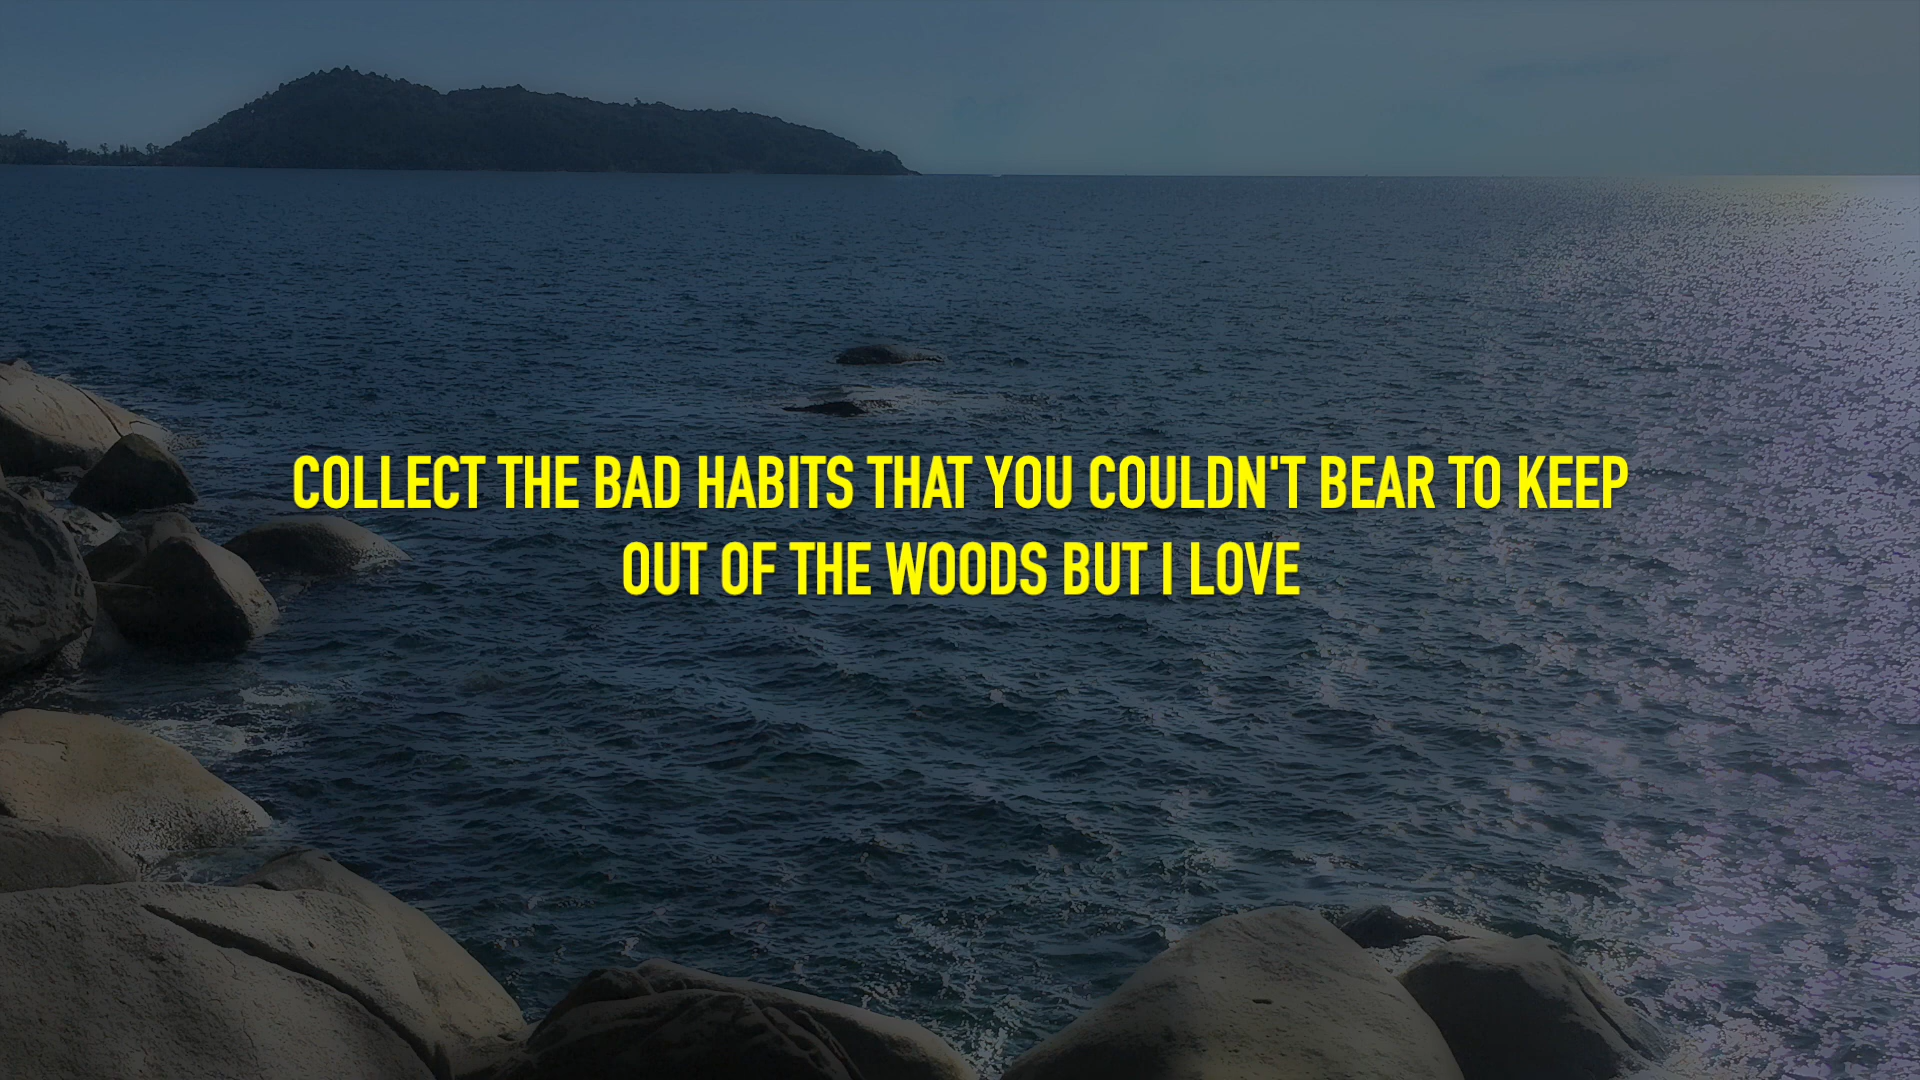 COLLECT THE BAD HABITS THAT YOU COULDN'T BEAR TO KEEP
OUT OF THE WOODS BUT I LOVE